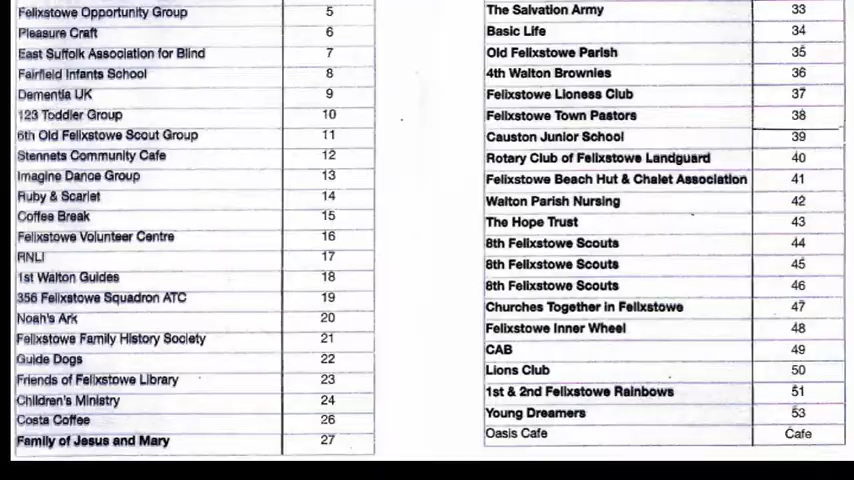 Felixstowe Opportunity Group 5
Pleasure Craft 6
East Suffolk Association for Blind 7
Fairfield Infants School 8
Dementia UK 9
123 Toddler Group 10
6th Old Felixstowe Scout Group 11
Stennets Community Cafe 12
Imagine Dance Group 13
Ruby & Scarlet 14
Coffee Break 15
Felixstowe Volunteer Centre 16
RNLI 17
1st Walton Guides 18
356 Felixstowe Squadron ATC 19
Noah's Ark 20
Felixstowe Family History Society 21
Guide Dogs 22
Friends of Felixstowe Library 23
Children's Ministry 24
Costa Coffee 26
Family of Jesus and Mary 27
The Salvation Army 33
Basic Life 34
Old Felixstowe Parish 35
4th Walton Brownies 36
Felixstowe Lioness Club 37
Felixstowe Town Pastors 38
Causton Junior School 39
Rotary Club of Felixstowe Landguard 40
Felixstowe Beach Hut & Chalet Association 41
Walton Parish Nursing 42
The Hope Trust 43
8th Felixstowe Scouts 44
8th Felixstowe Scouts 45
8th Felixstowe Scouts 46
Churches Together in Felixstowe 47
Felixstowe Inner Wheel 48
CAB 49
Lions Club 50
1st & 2nd Felixstowe Rainbows 51
Young Dreamers 53
Oasis Cafe Cafe